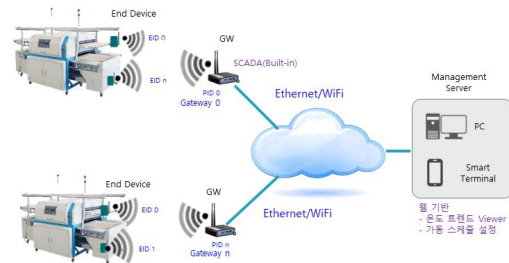 End Device
EID 0
EID n
GW
SCADA(Built-in)
PID 0
Gateway 0
Ethernet/WiFi
Management
Server
PC
Smart
Terminal
웹 기반
- 온도 트렌드 Viewer
- 가동 스케줄 설정
End Device
EID 0
EID 1
GW
PID n
Gateway n
Ethernet/WiFi